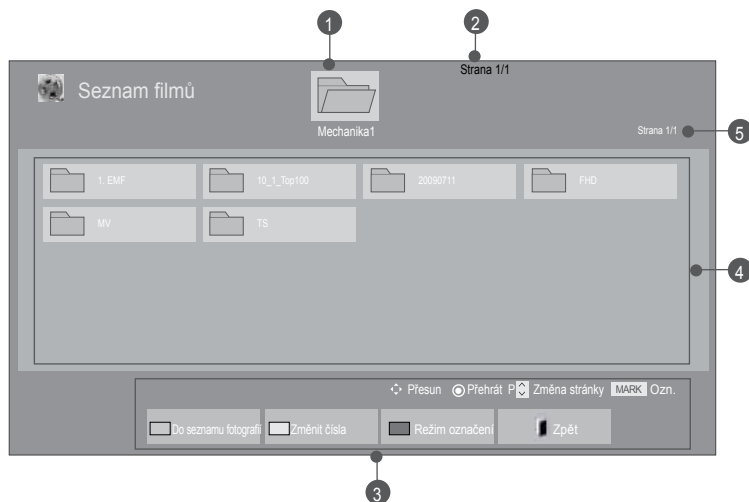 1
2
Strana 1/1
Seznam filmů
Mechanika1
Strana 1/1
5
1. EMF
10_1_Top100
20090711
FHD
MV
TS
4
Přesun Přehrát P Změna stránky MARK Ozn.
Do seznamu fotografií Změnit čísla Režim označení Zpět
3